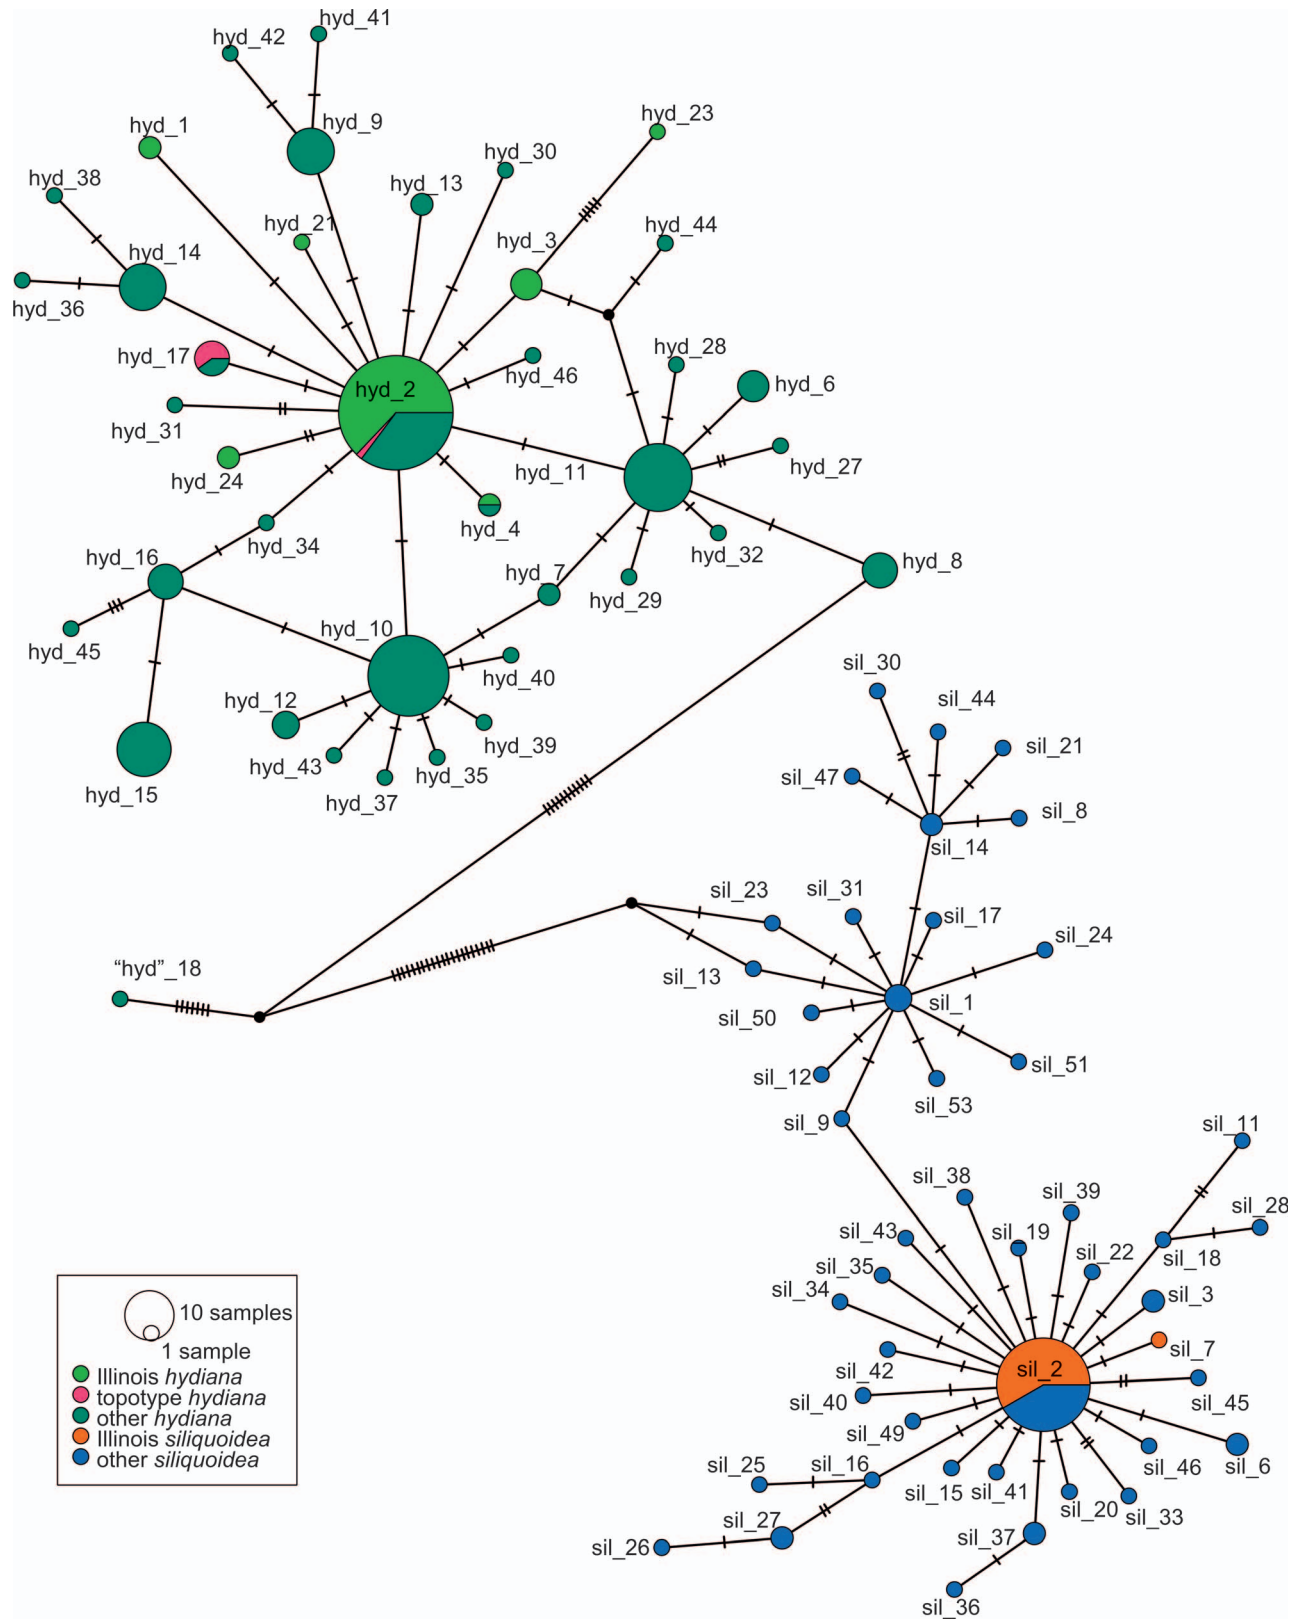 hyd_41
hyd_42
hyd_23
hyd_1
hyd_9
hyd_30
hyd_38
hyd_13
hyd_21
hyd_3
hyd_44
hyd_14
hyd_36
hyd_17
hyd_28
hyd_46
hyd_6
hyd_2
hyd_31
hyd_24
hyd_11
hyd_27
hyd_4
hyd_34
hyd_16
hyd_32
hyd_8
hyd_7
hyd_29
hyd_10
hyd_45
hyd_40
hyd_12
hyd_39
hyd_43
hyd_35
hyd_15
hyd_37
sil_30
sil_44
sil_21
sil_47
sil_8
sil_14
sil_23
sil_31
sil_17
sil_24
"hyd"_18
sil_13
sil_1
sil_50
sil_51
sil_12
sil_53
sil_9
sil_11
sil_38
sil_39
sil_28
sil_43
sil_19
sil_22
sil_18
sil_35
sil_34
sil_3
sil_7
sil_2
sil_42
sil_45
sil_40
sil_49
sil_46
sil_6
sil_16
sil_25
sil_15
sil_41
sil_20
sil_33
sil_27
sil_37
sil_26
sil_36
10 samples
1 sample
Illinois hydiana
topotype hydiana
other hydiana
Illinois siliquoidea
other siliquoidea